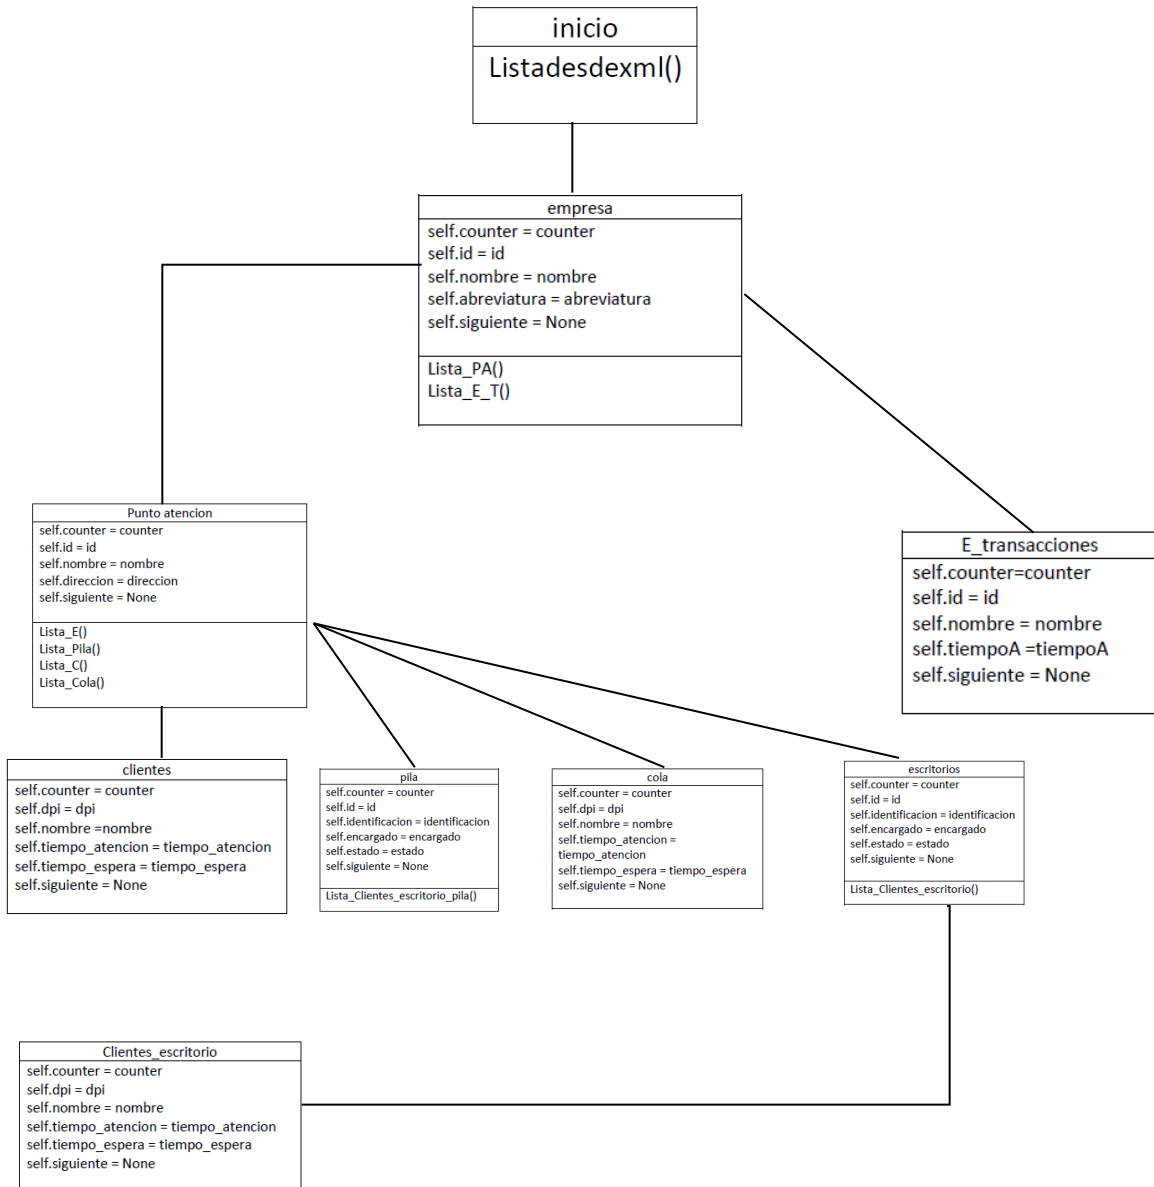 inicio
Listadesdexml()
empresa
self.counter = counter
self.id = id
self.nombre = nombre
self.abreviatura = abreviatura
self.siguiente = None
Lista_PA()
Lista_E_T()
Punto atencion
self.counter = counter
self.id = id
self.nombre = nombre
self.direccion = direccion
self.siguiente = None
Lista_E()
Lista_Pila()
Lista_C()
Lista_Cola()
E_transacciones
self.counter=counter
self.id = id
self.nombre = nombre
self.tiempoA =tiempoA
self.siguiente = None
clientes
self.counter = counter
self.dpi = dpi
self.nombre =nombre
self.tiempo_atencion = tiempo_atencion
self.tiempo_espera = tiempo_espera
self.siguiente = None
pila
self.counter = counter
self.id = id
self.identificacion = identificacion
self.encargado = encargado
self.estado = estado
self.siguiente = None
Lista_Clientes_escritorio_pila()
cola
self.counter = counter
self.dpi = dpi
self.nombre = nombre
self.tiempo_atencion =
tiempo_atencion
self.tiempo_espera = tiempo_espera
self.siguiente = None
escritorios
self.counter = counter
self.id = id
self.identificacion = identificacion
self.encargado = encargado
self.estado = estado
self.siguiente = None
Lista_Clientes_escritorio()
Clientes_escritorio
self.counter = counter
self.dpi = dpi
self.nombre = nombre
self.tiempo_atencion = tiempo_atencion
self.tiempo_espera = tiempo_espera
self.siguiente = None